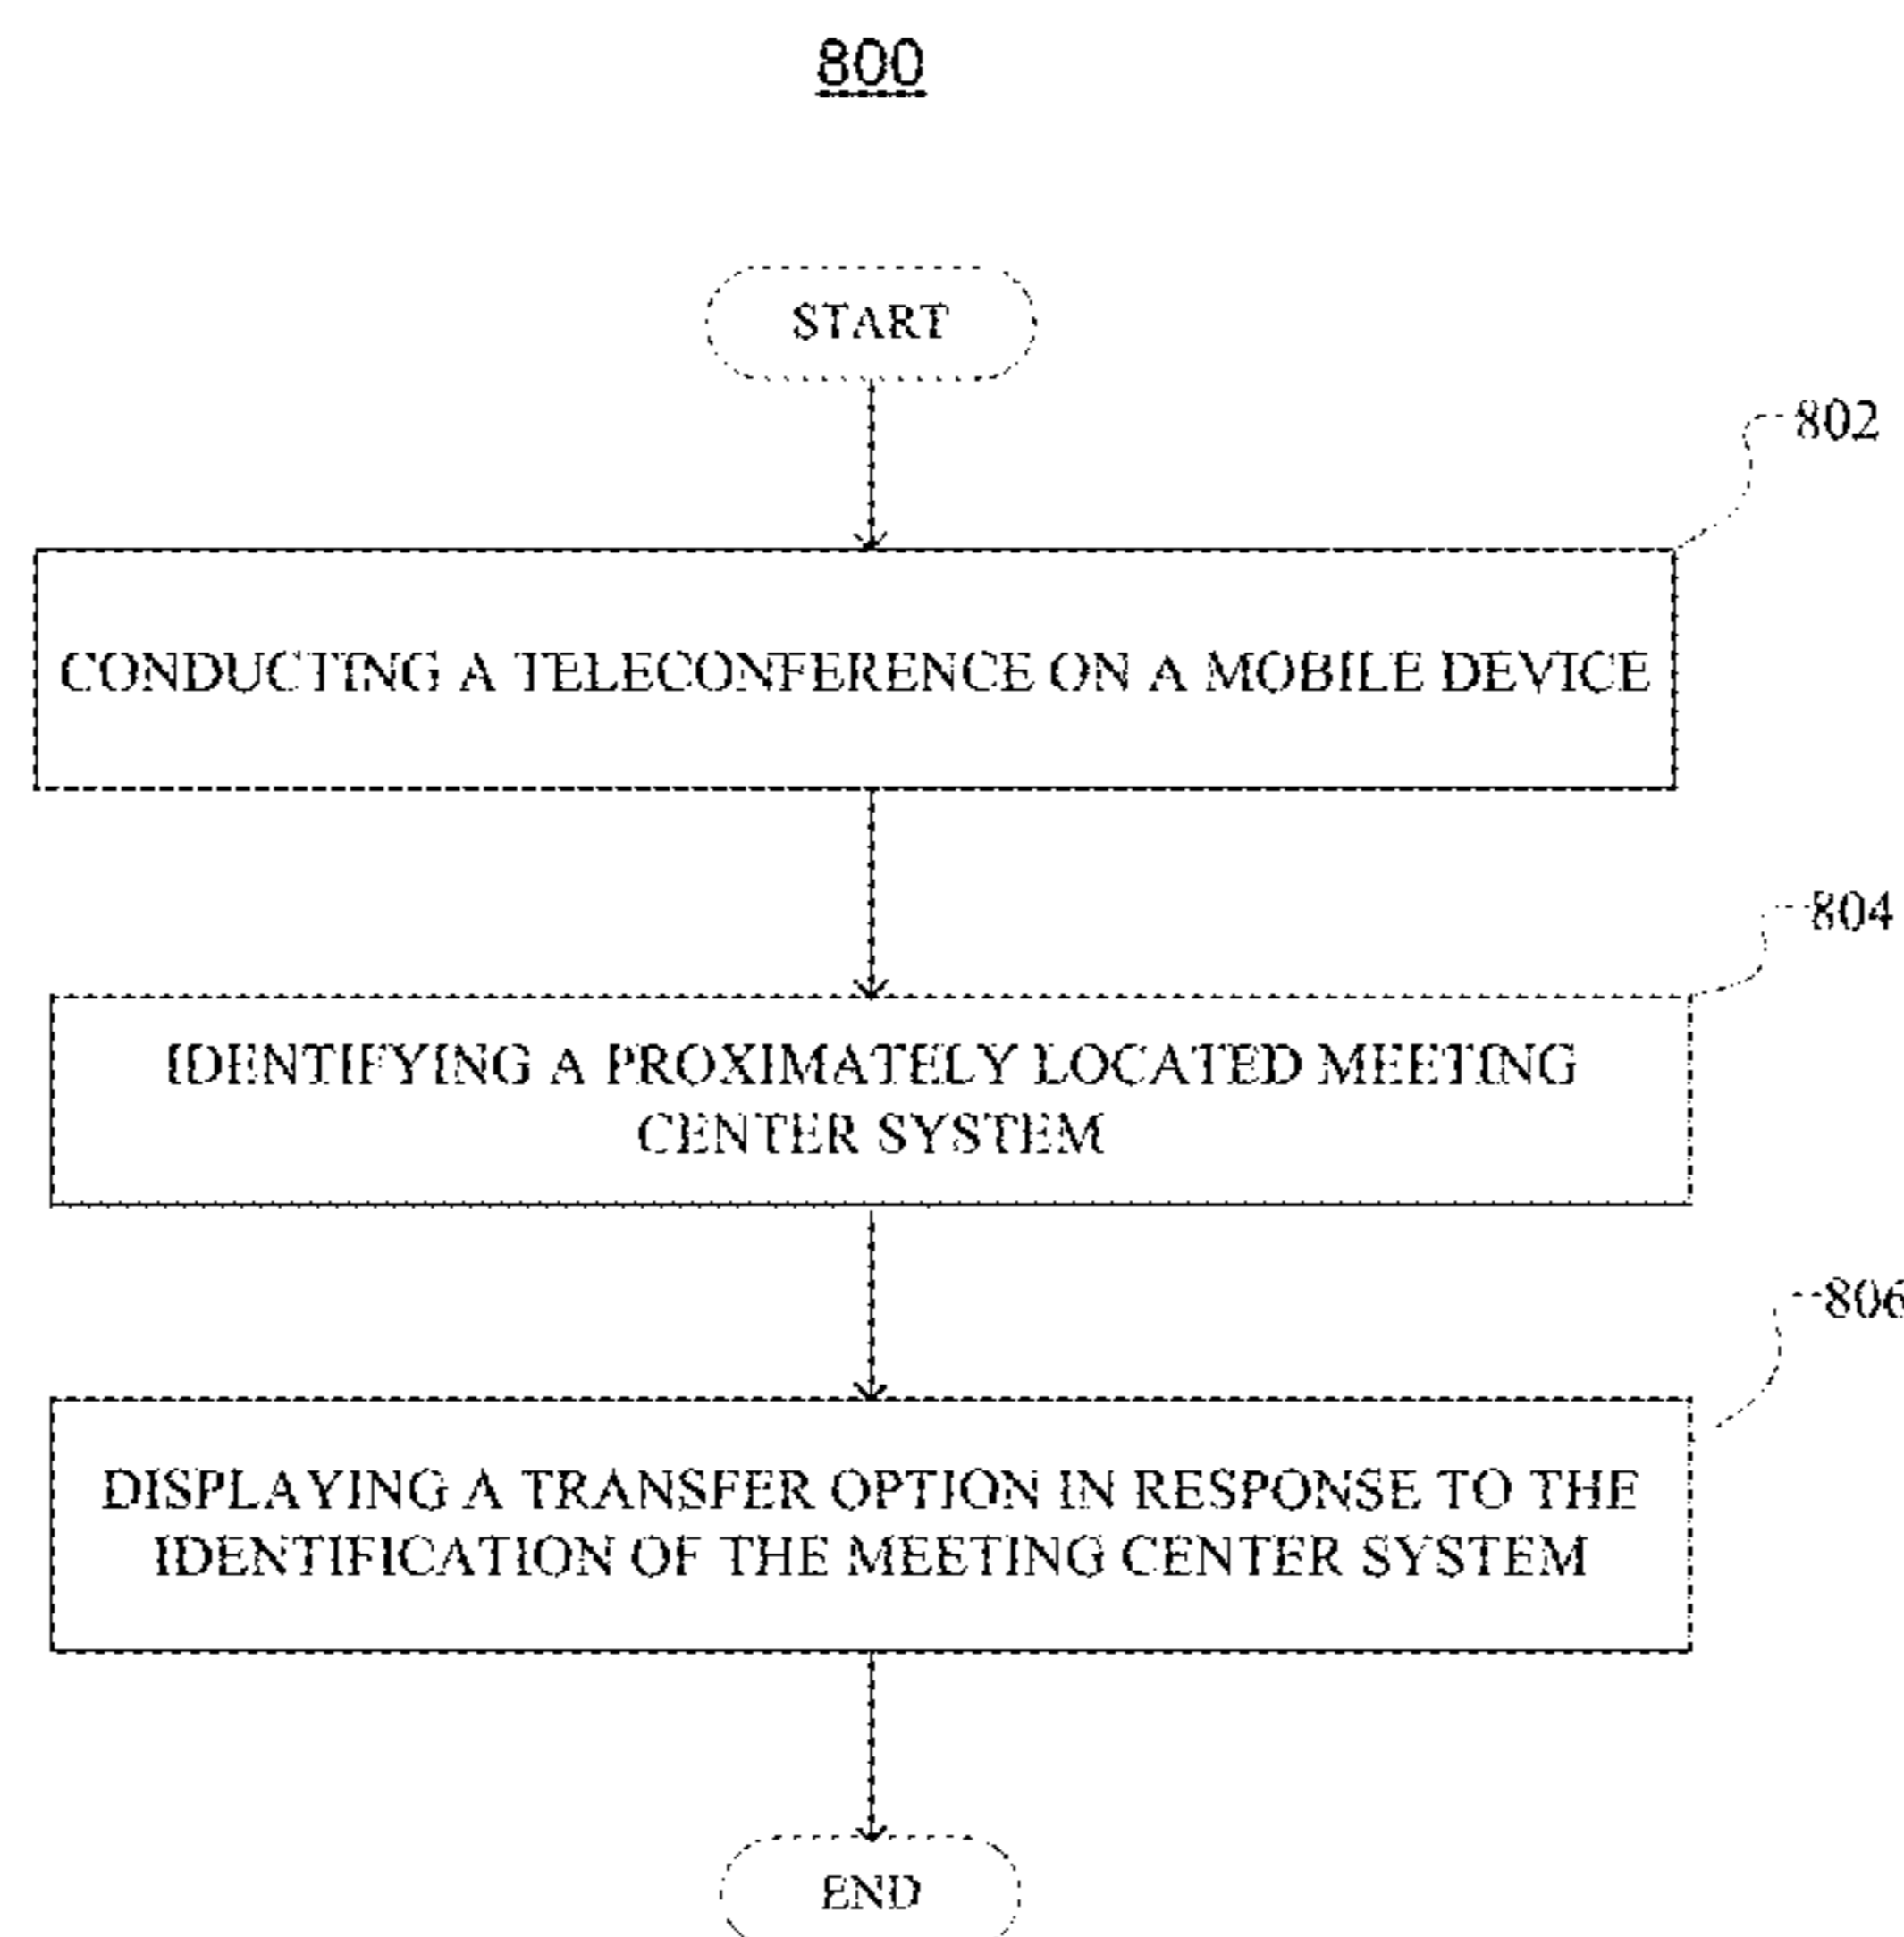 800
START
802
CONDUCTING A TELECONFERENCE ON A MOBILE DEVICE
804
IDENTIFYING A PROXIMATELY LOCATED MEETING
CENTER SYSTEM
806
DISPLAYING A TRANSFER OPTION IN RESPONSE TO THE
IDENTIFICATION OF THE MEETING CENTER SYSTEM
END